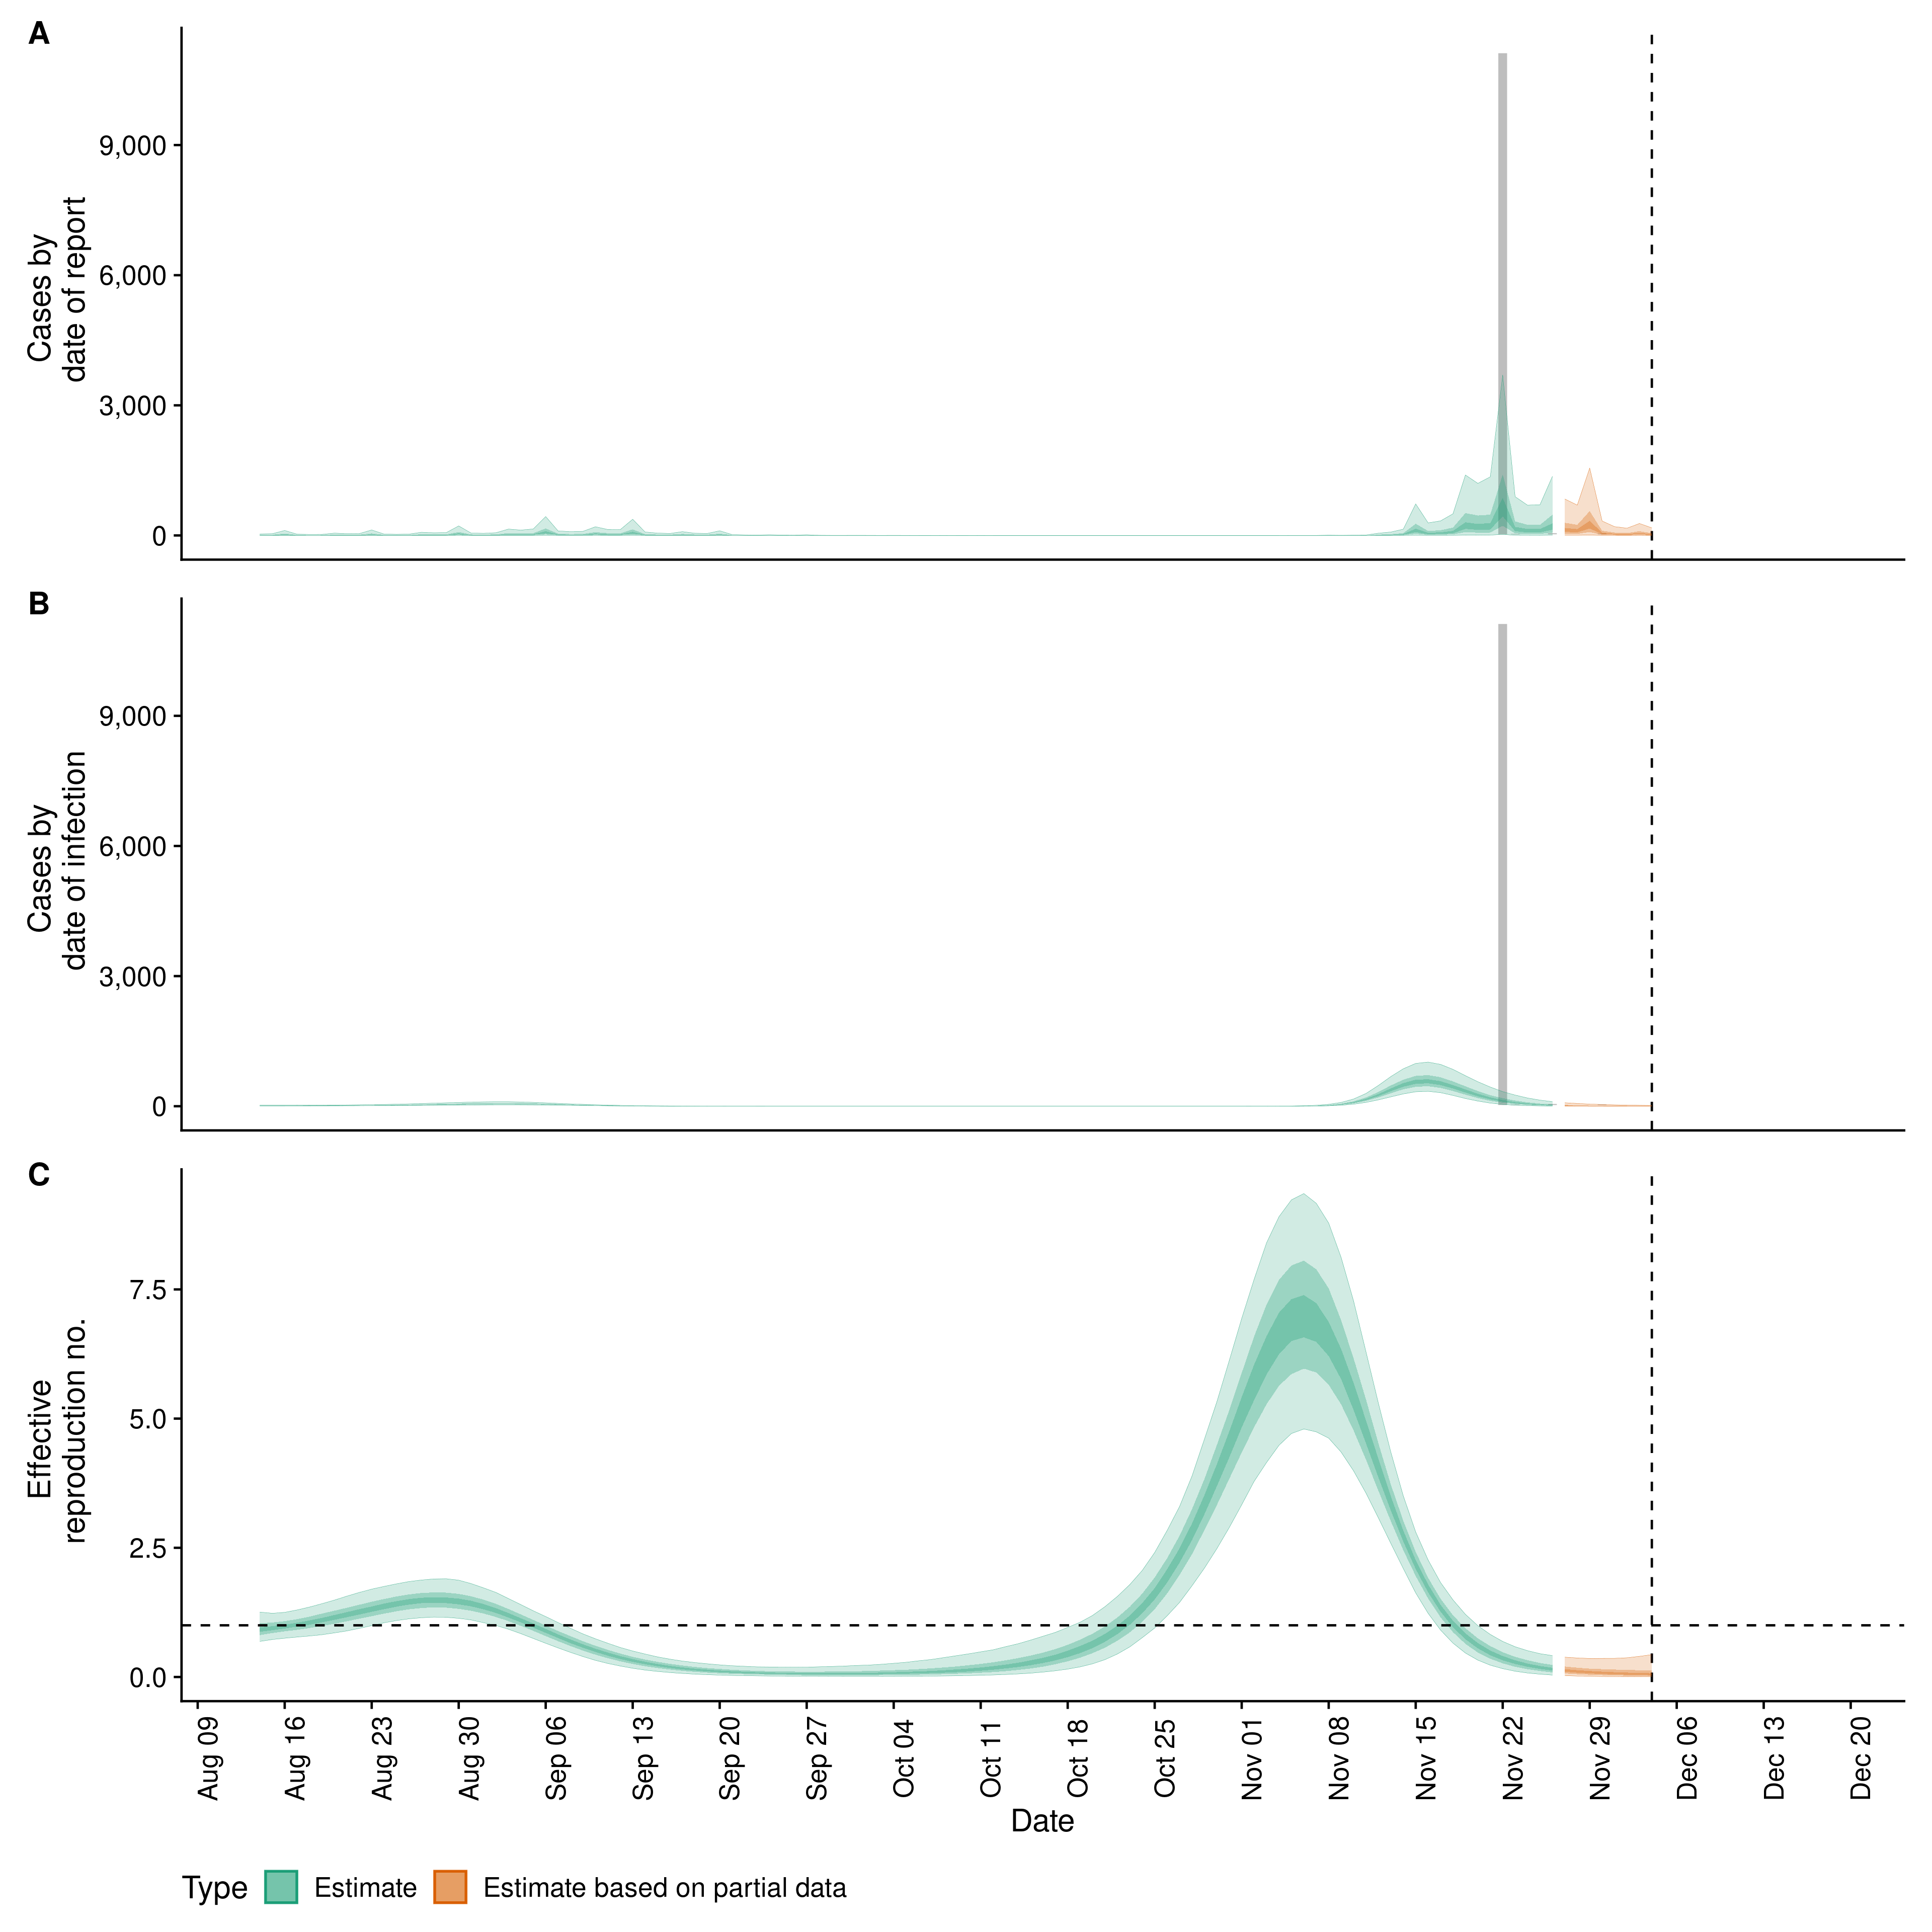 A
Cases by
date of report
9,000
6,000
3,000
0
B
Cases by
date of infection
9,000
6,000
3,000
0
C
Effective
reproduction no.
7.5
5.0
2.5
0.0
Aug 09
Aug 16
Aug 23
Aug 30
Sep 06
Sep 13
Sep 20
Sep 27
Oct 04
Oct 11
Oct 18
Oct 25
Nov 01
Nov 08
Nov 15
Nov 22
Nov 29
Dec 06
Dec 13
Dec 20
Date
Type Estimate Estimate based on partial data